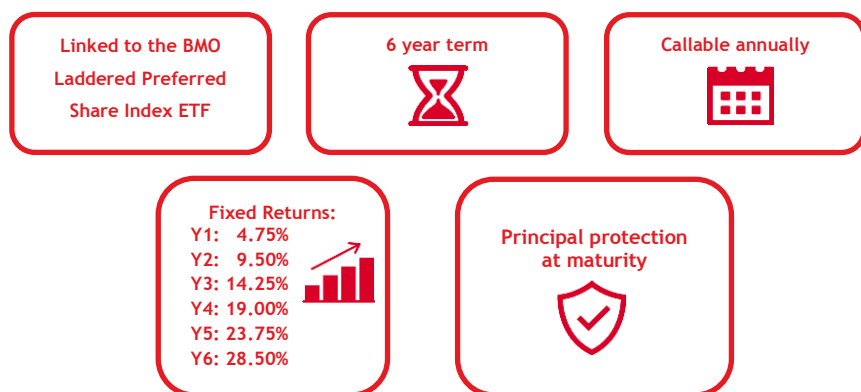 Linked to the BMO
Laddered Preferred
Share Index ETF
6 year term
Callable annually
Fixed Returns:
Y1: 4.75%
Y2: 9.50%
Y3: 14.25%
Y4: 19.00%
Y5: 23.75%
Y6: 28.50%
Principal protection
at maturity